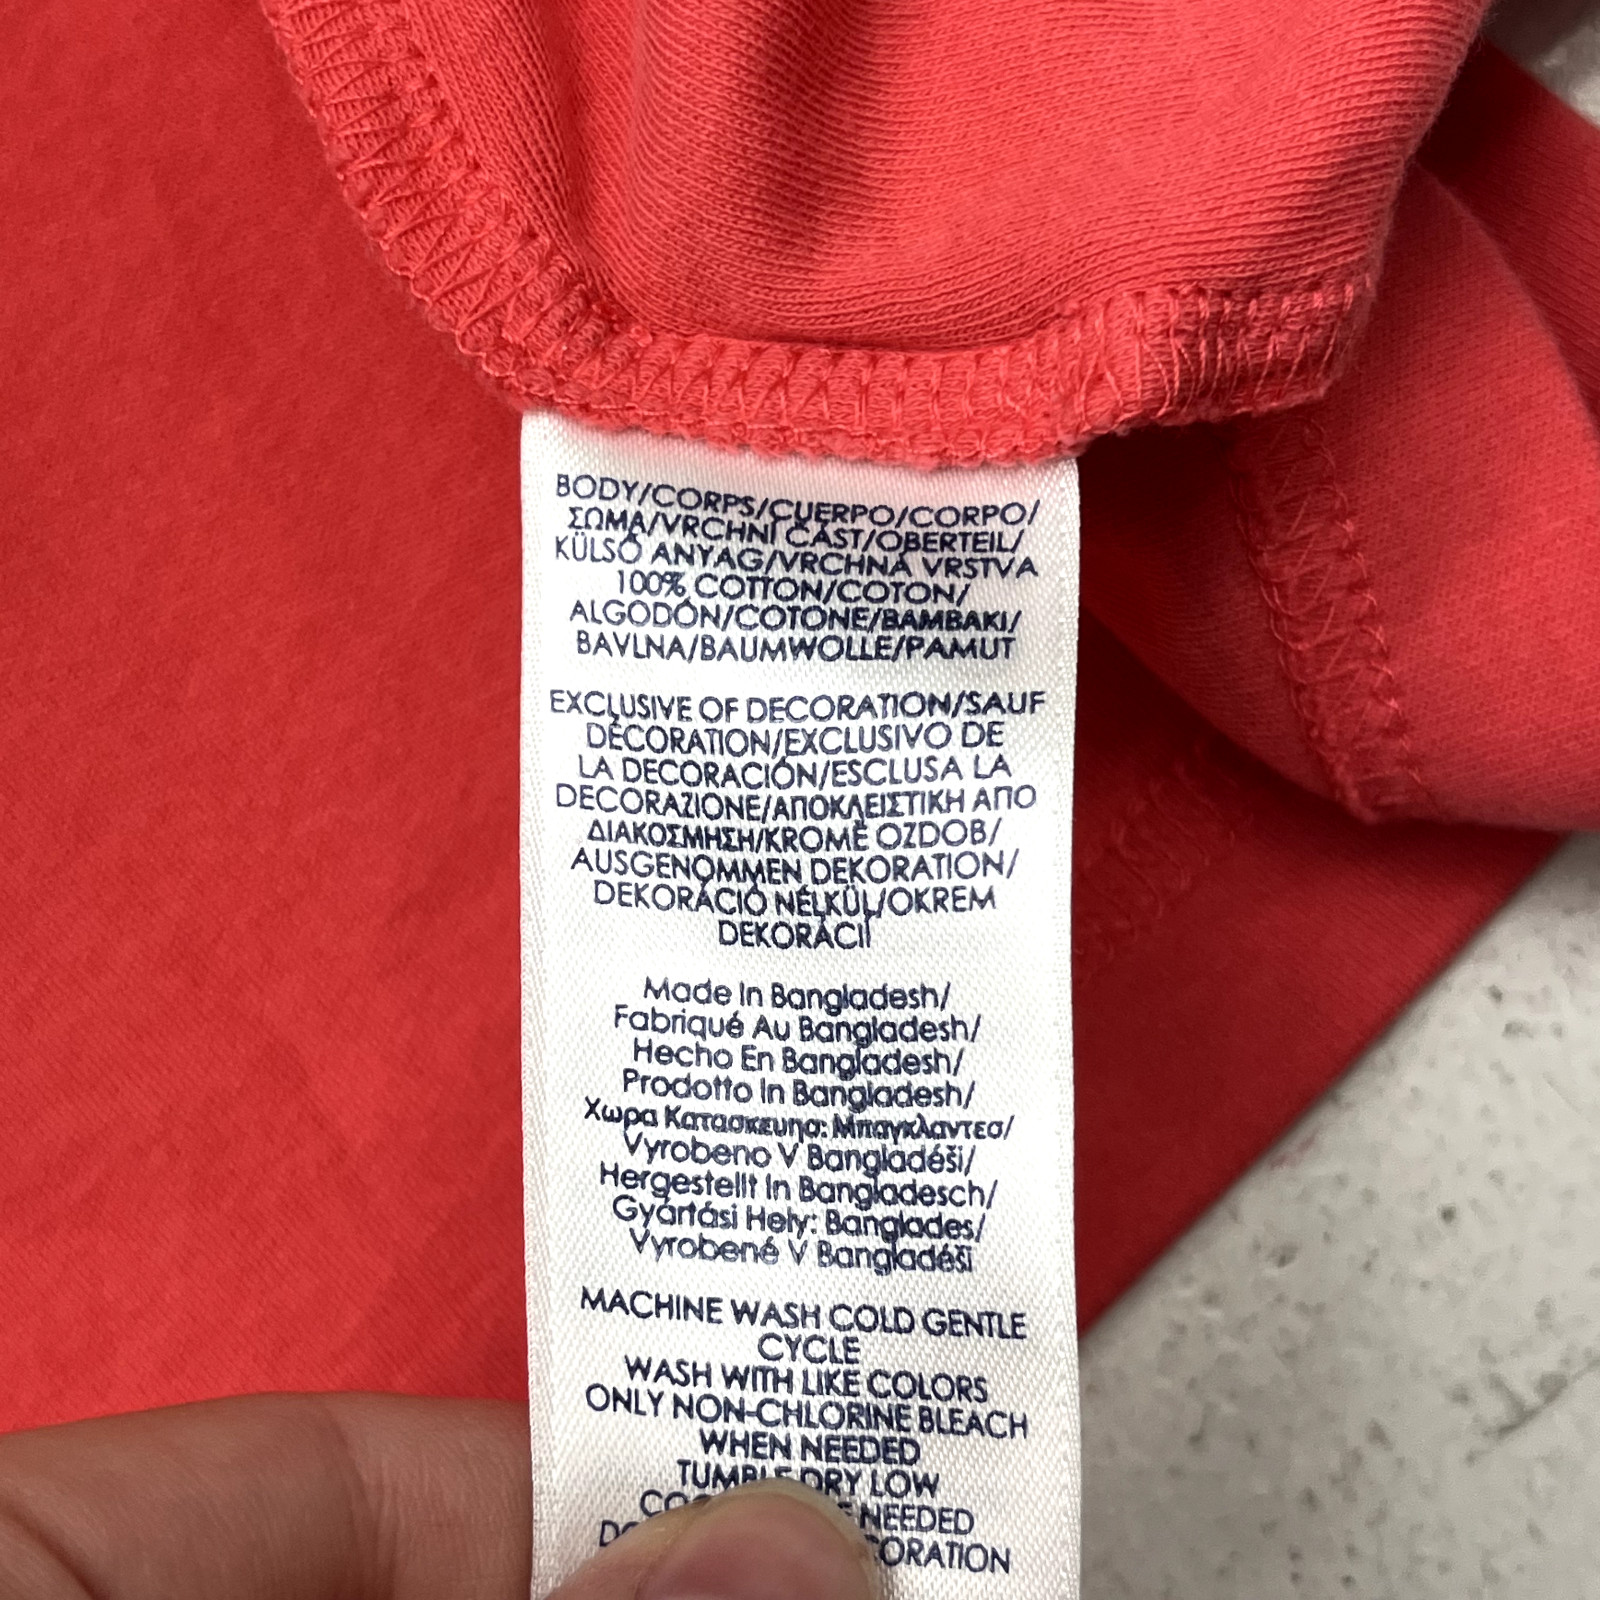 BODY/CORPS/CUERPO/CORPO/
ΣΩΜΑ/VRCHNÍ ČÁST/OBERTEIL/
KÜLSŐ ANYAG/VRCHNÁ VRSTVA
100% COTTON/COTON/
ALGODÓN/COTONE/BAMBAKI/
BAVLNA/BAUMWOLLE/PAMUT
EXCLUSIVE OF DECORATION/SAUF
DÉCORATION/EXCLUSIVO DE
LA DECORACIÓN/ESCLUSA LA
DECORAZIONE/ΑΠΟΚΛΕΙΣΤΙΚΗ ΑΠΟ
ΔΙΑΚΟΣΜΗΣΗ/KROMĚ OZDOB/
AUSGENOMMEN DEKORATION/
DEKORÁCIÓ NÉLKÜL/OKREM
DEKORÁCIÍ
Made In Bangladesh/
Fabriqué Au Bangladesh/
Hecho En Bangladesh/
Prodotto In Bangladesh/
Χωρα Κατασκευησ: Μπαγκλαντεσ/
Vyrobeno V Bangladéši/
Hergestellt In Bangladesch/
Gyártási Hely: Banglades/
Vyrobené V Bangladéši
MACHINE WASH COLD GENTLE
CYCLE
WASH WITH LIKE COLORS
ONLY NON-CHLORINE BLEACH
WHEN NEEDED
TUMBLE DRY LOW
NEEDED